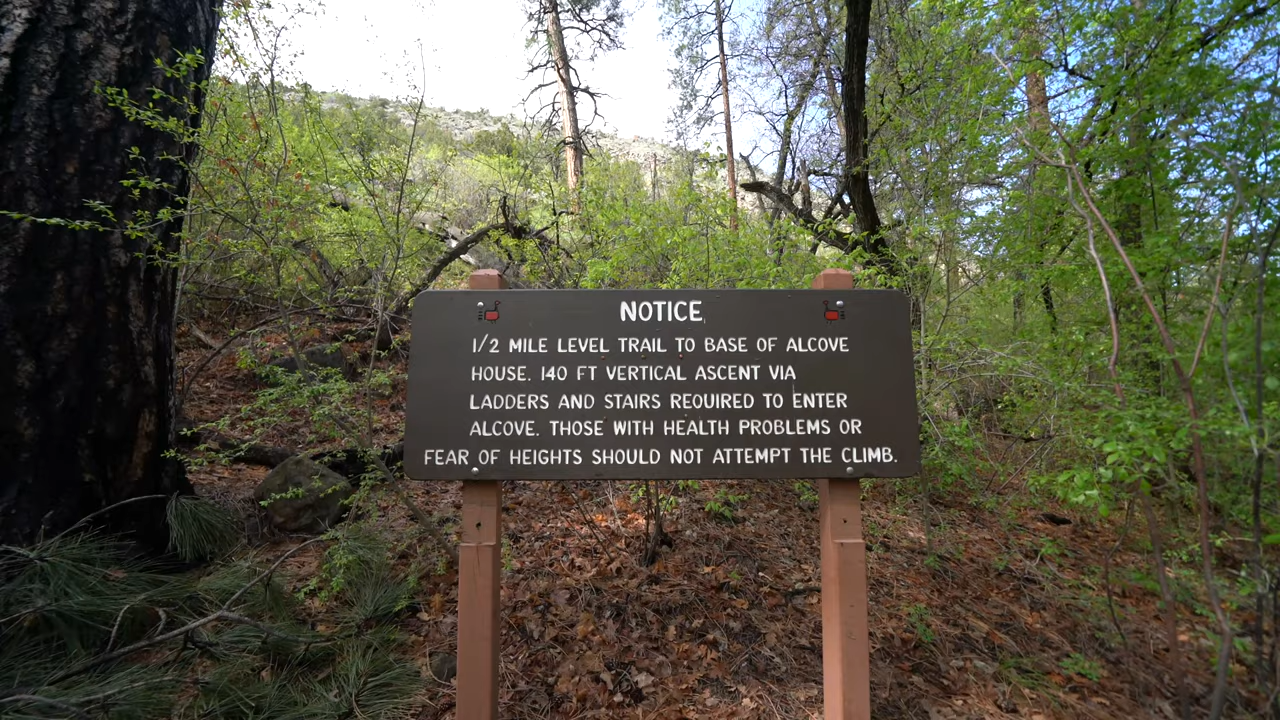 NOTICE
1/2 MILE LEVEL TRAIL TO BASE OF ALCOVE
HOUSE. 140 FT VERTICAL ASCENT VIA
LADDERS AND STAIRS REQUIRED TO ENTER
ALCOVE. THOSE WITH HEALTH PROBLEMS OR
FEAR OF HEIGHTS SHOULD NOT ATTEMPT THE CLIMB.